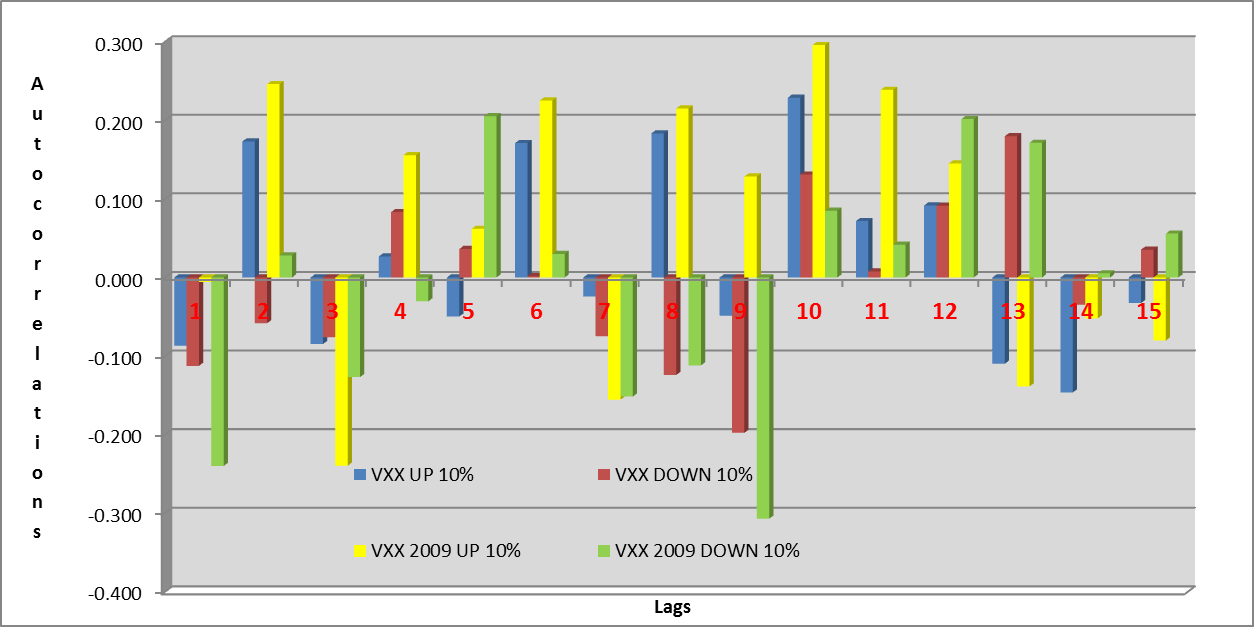 0.300
0.200
0.100
0.000
-0.100
-0.200
-0.300
-0.400
Autocorrelations
1 2 3 4 5 6 7 8 9 10 11 12 13 14 15
VXX UP 10% VXX DOWN 10%
VXX 2009 UP 10% VXX 2009 DOWN 10%
Lags